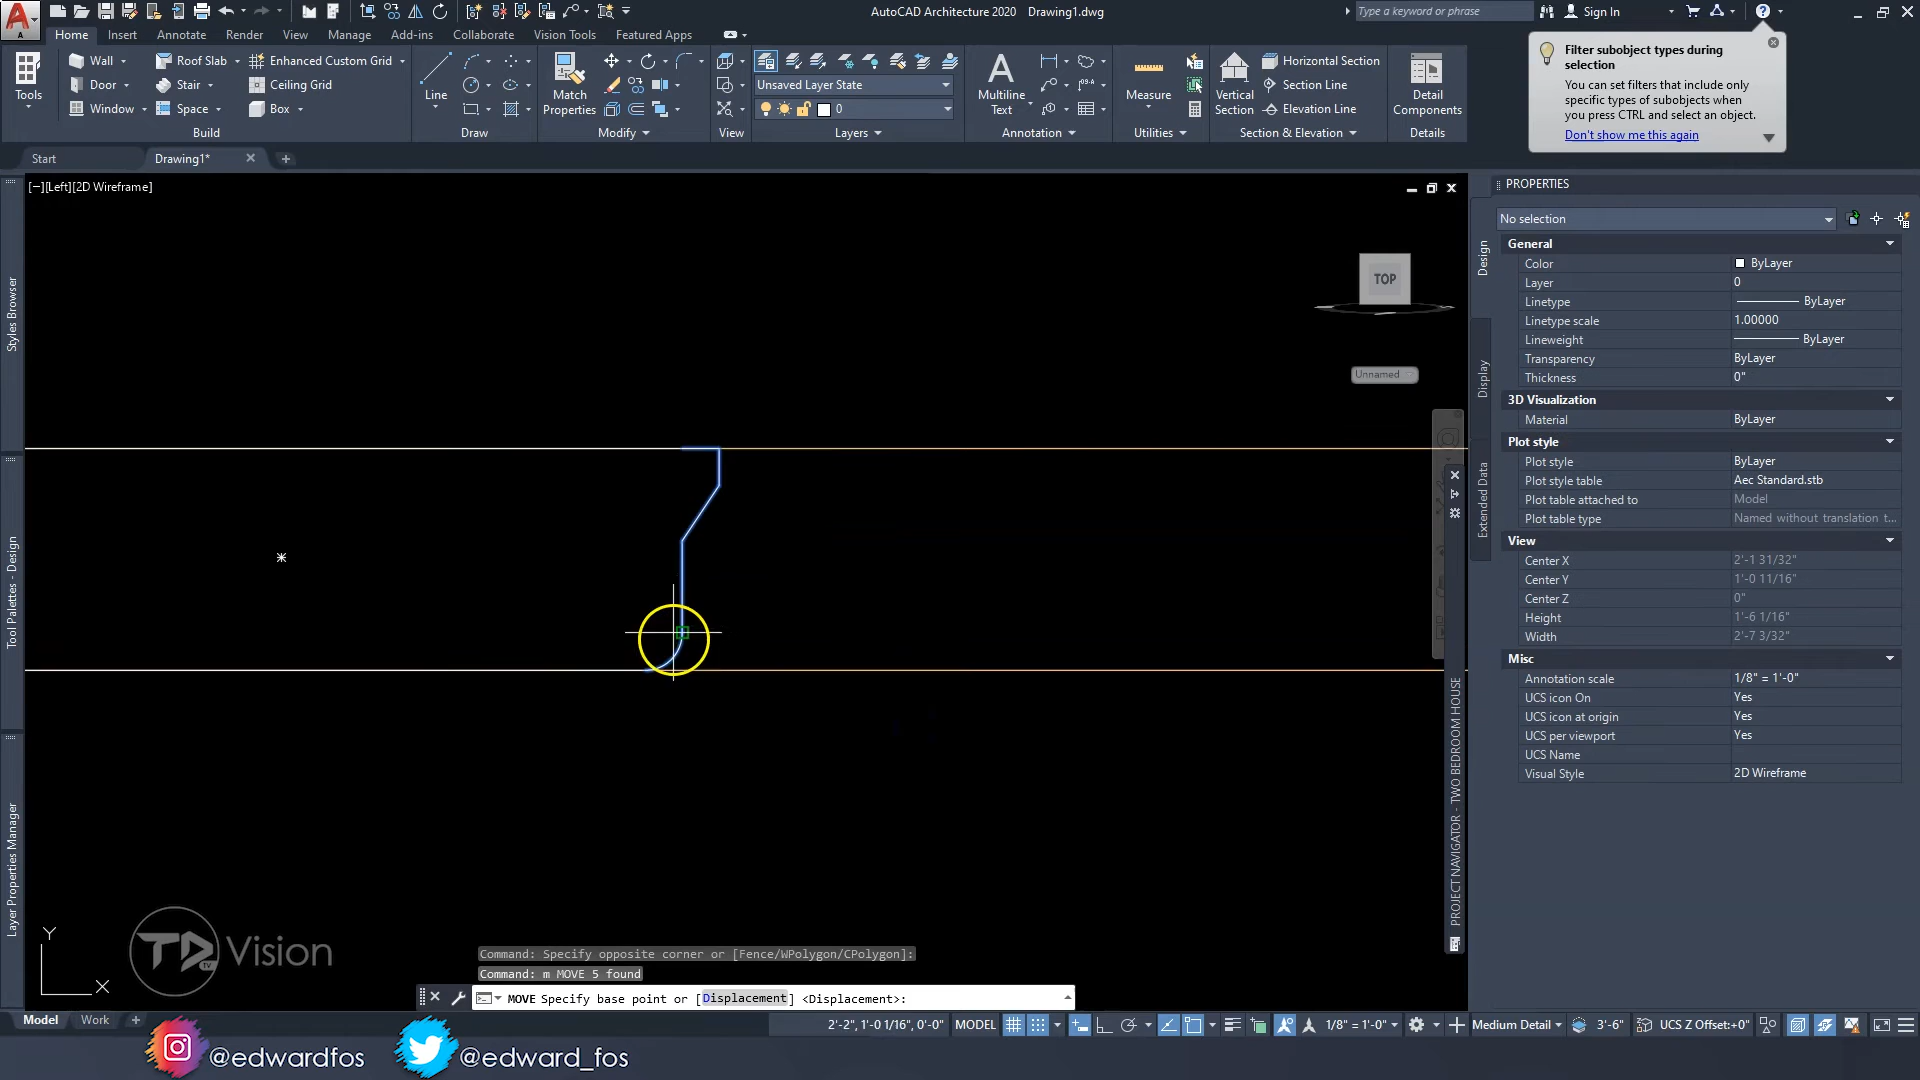 AutoCAD Architecture 2020 Drawing1.dwg
Type a keyword or phrase
Sign In
Home Insert Annotate Render View Manage Add-ins Collaborate Vision Tools Featured Apps
Tools
Wall
Door
Window
Roof Slab
Stair
Space
Enhanced Custom Grid
Ceiling Grid
Box
Build
Line
Draw
Match
Properties
Modify
View
Unsaved Layer State
0
Layers
Multiline
Text
Annotation
Measure
Utilities
Vertical
Section
Horizontal Section
Section Line
Elevation Line
Section & Elevation
Detail
Components
Details
Filter subobject types during
selection
You can set filters that include only
specific types of subobjects when
you press CTRL and select an object.
Don't show me this again
Start
Drawing1*
[−][Left][2D Wireframe]
TOP
Unnamed
Styles Browser
Tool Palettes - Design
Layer Properties Manager
PROJECT NAVIGATOR - TWO BEDROOM HOUSE
Design
Display
Extended Data
PROPERTIES
No selection
General
Color ByLayer
Layer 0
Linetype ByLayer
Linetype scale 1.00000
Lineweight ByLayer
Transparency ByLayer
Thickness 0"
3D Visualization
Material ByLayer
Plot style
Plot style ByLayer
Plot style table Aec Standard.stb
Plot table attached to Model
Plot table type Named without translation t...
View
Center X 2'-1 31/32"
Center Y 1'-0 11/16"
Center Z 0"
Height 1'-6 1/16"
Width 2'-7 3/32"
Misc
Annotation scale 1/8" = 1'-0"
UCS icon On Yes
UCS icon at origin Yes
UCS per viewport Yes
UCS Name
Visual Style 2D Wireframe
Y
X
TD TV Vision
Command: Specify opposite corner or [Fence/WPolygon/CPolygon]:
Command: m MOVE 5 found
MOVE Specify base point or [Displacement] <Displacement>:
Model Work
2'-2", 1'-0 1/16", 0'-0" MODEL 1/8" = 1'-0" Medium Detail 3'-6" UCS Z Offset:+0"
@edwardfos @edward_fos